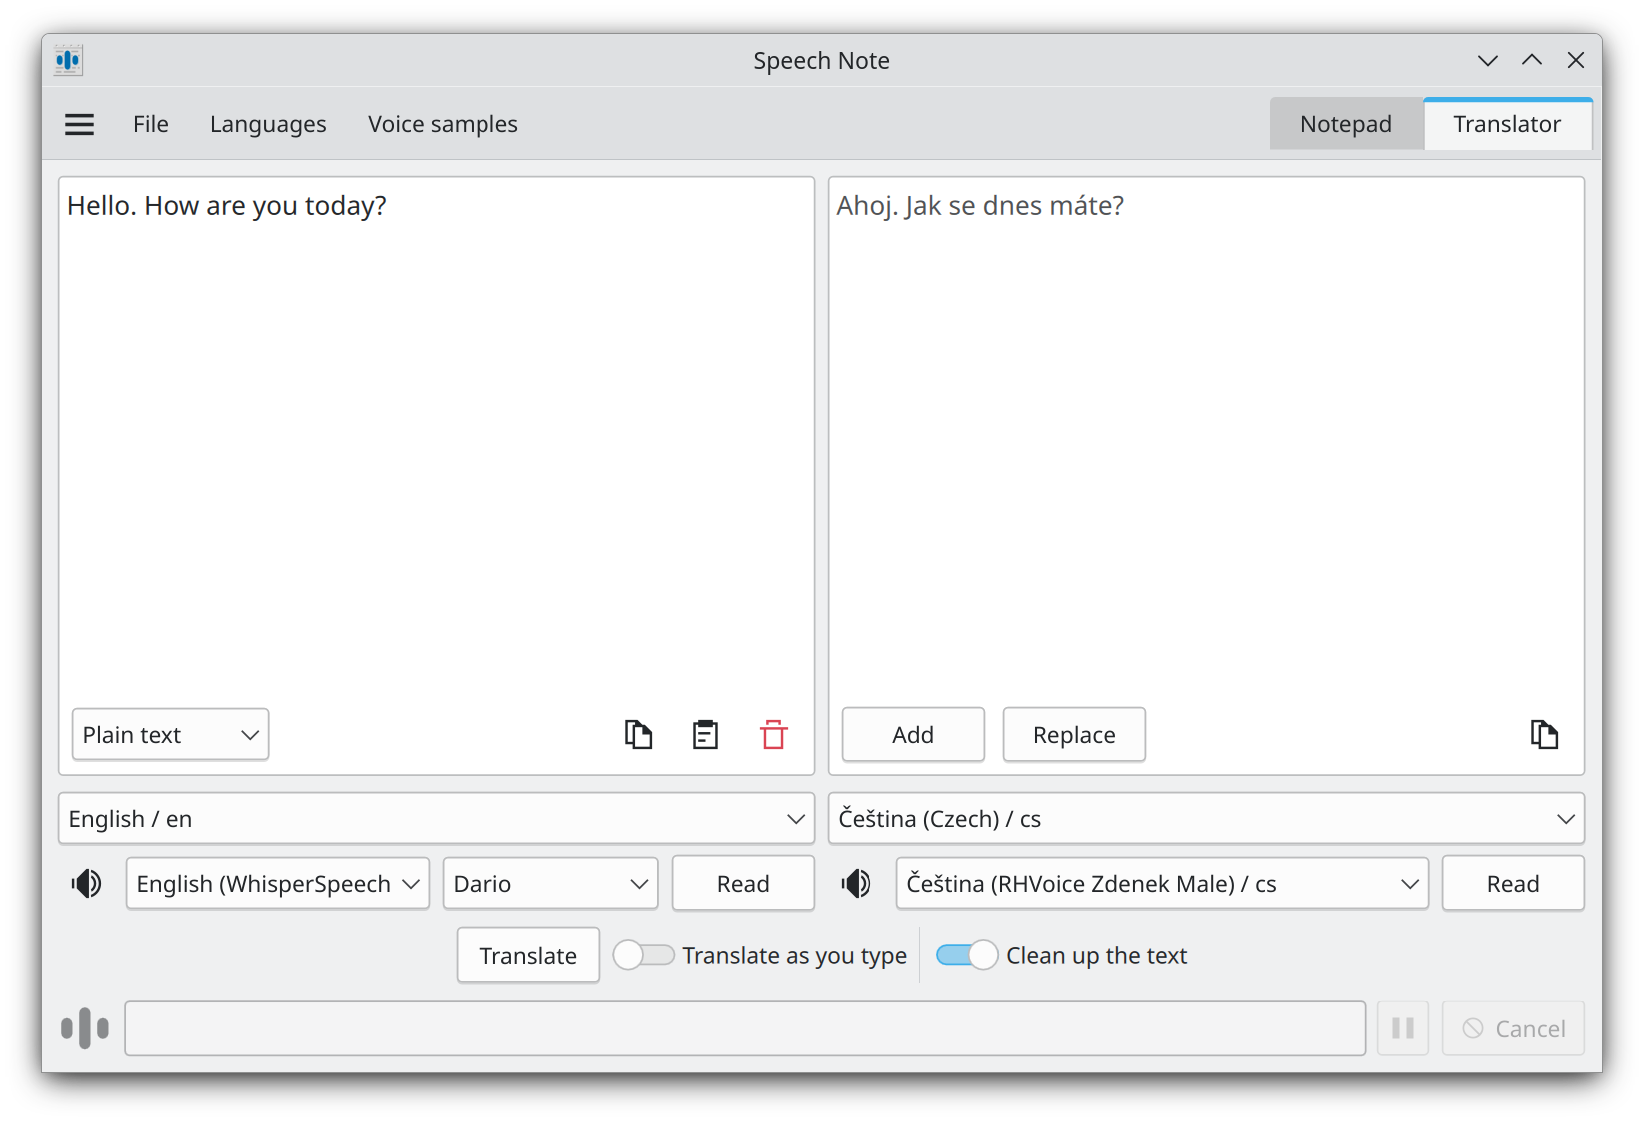 Speech Note
File Languages Voice samples Notepad Translator
Hello. How are you today?
Ahoj. Jak se dnes máte?
Plain text
Add Replace
English / en
Čeština (Czech) / cs
English (WhisperSpeech Dario Read
Čeština (RHVoice Zdenek Male) / cs Read
Translate Translate as you type Clean up the text
Cancel